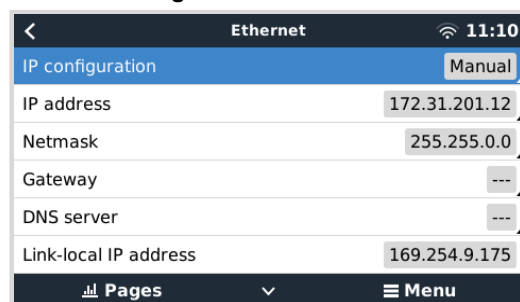 Ethernet 11:10
IP configuration Manual
IP address 172.31.201.12
Netmask 255.255.0.0
Gateway ---
DNS server ---
Link-local IP address 169.254.9.175
Pages Menu